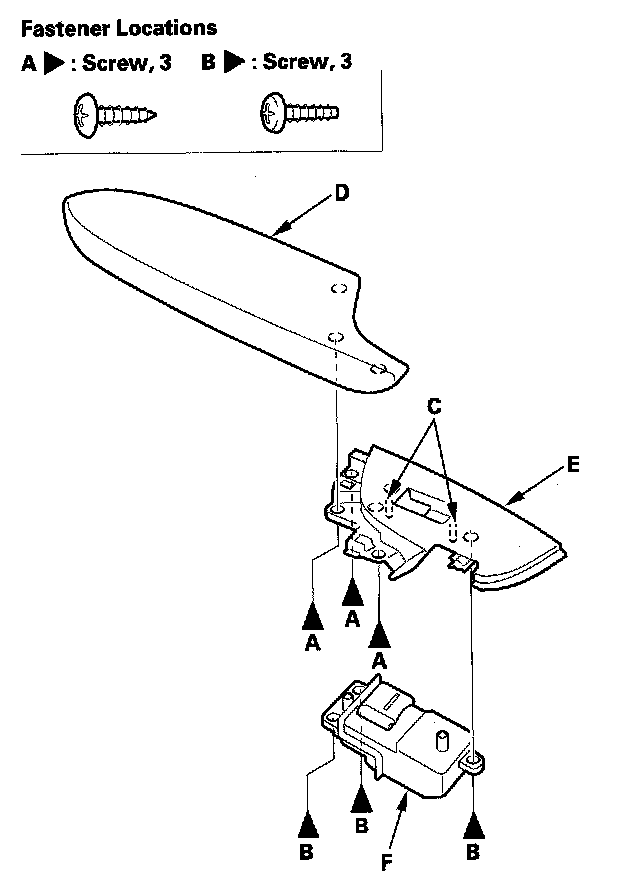 Fastener Locations
A ▶ : Screw, 3 B ▶ : Screw, 3
D
C
E
A
A
A
B
B
B
F